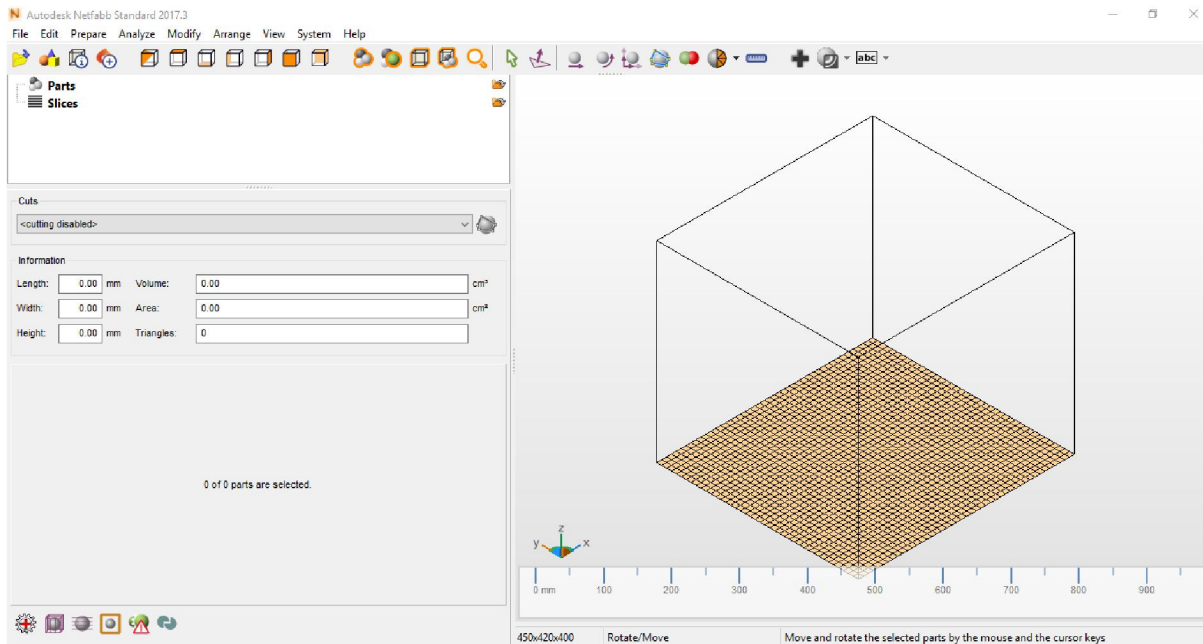 Autodesk Netfabb Standard 2017.3
File Edit Prepare Analyze Modify Arrange View System Help
abc
Parts
Slices
Cuts
<cutting disabled>
Information
Length: 0.00 mm Volume: 0.00 cm³
Width: 0.00 mm Area: 0.00 cm²
Height: 0.00 mm Triangles: 0
0 of 0 parts are selected.
z
y x
0 mm 100 200 300 400 500 600 700 800 900
450x420x400 Rotate/Move Move and rotate the selected parts by the mouse and the cursor keys